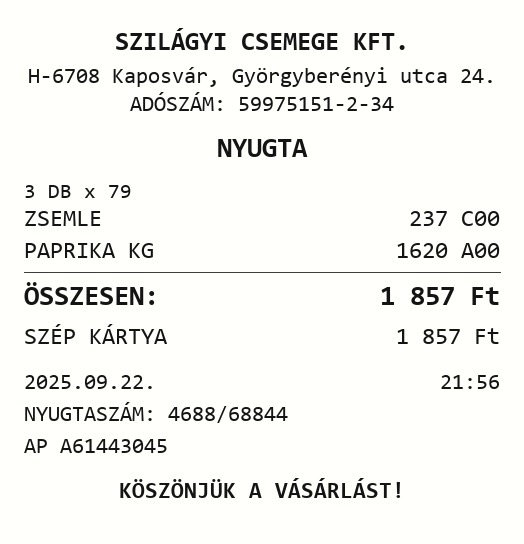 SZILÁGYI CSEMEGE KFT.
H-6708 Kaposvár, Györgyberényi utca 24.
ADÓSZÁM: 59975151-2-34
NYUGTA
3 DB x 79
ZSEMLE 237 C00
PAPRIKA KG 1620 A00
ÖSSZESEN: 1 857 Ft
SZÉP KÁRTYA 1 857 Ft
2025.09.22. 21:56
NYUGTASZÁM: 4688/68844
AP A61443045
KÖSZÖNJÜK A VÁSÁRLÁST!